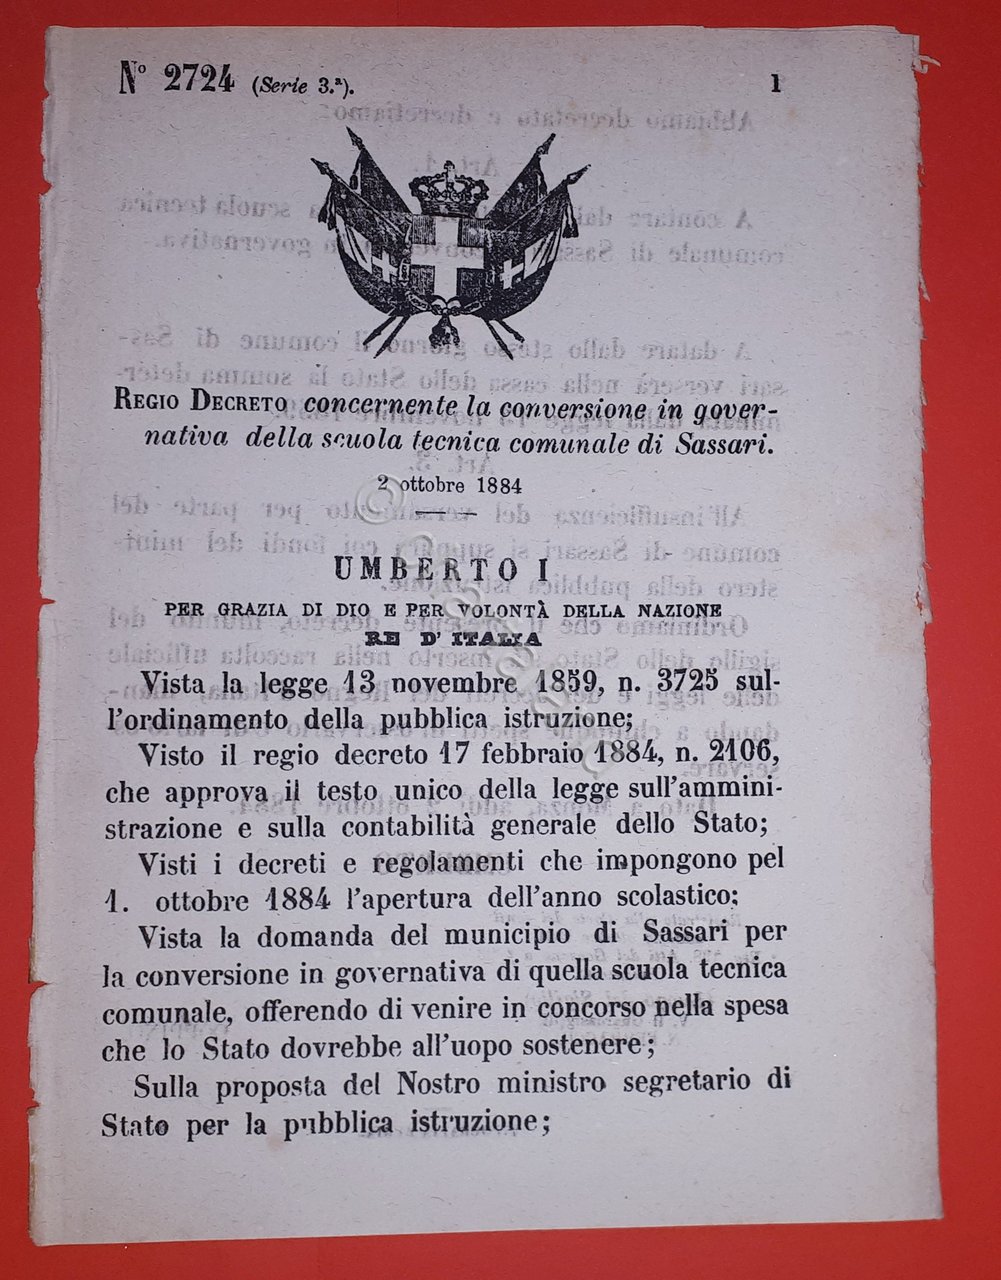 Nº 2724 (Serie 3.ª). 1
REGIO DECRETO concernente la conversione in gover-
nativa della scuola tecnica comunale di Sassari.
2 ottobre 1884
UMBERTO I
PER GRAZIA DI DIO E PER VOLONTÀ DELLA NAZIONE
RE D' ITALIA
Vista la legge 13 novembre 1859, n. 3725 sul-
l'ordinamento della pubblica istruzione;
Visto il regio decreto 17 febbraio 1884, n. 2106,
che approva il testo unico della legge sull'ammini-
strazione e sulla contabilità generale dello Stato;
Visti i decreti e regolamenti che impongono pel
1. ottobre 1884 l'apertura dell'anno scolastico;
Vista la domanda del municipio di Sassari per
la conversione in governativa di quella scuola tecnica
comunale, offerendo di venire in concorso nella spesa
che lo Stato dovrebbe all'uopo sostenere;
Sulla proposta del Nostro ministro segretario di
Stato per la pubblica istruzione;